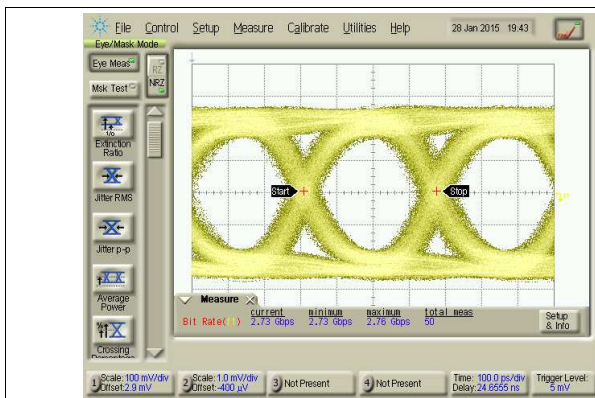 File Control Setup Measure Calibrate Utilities Help 28 Jan 2015 19:43
Eye/Mask Mode
Eye Meas
RZ
NRZ
Msk Test
1/0
Extinction
Ratio
Jitter RMS
Jitter p-p
Average
Power
Crossing
Start
Stop
Measure
current minimum maximum total meas
Bit Rate( ) 2.73 Gbps 2.73 Gbps 2.76 Gbps 50
Setup
& Info
1 Scale: 100 mV/div
Offset:2.9 mV
2 Scale:1.0 mV/div
Offset:-400 µV
3 Not Present
4 Not Present
Time: 100.0 ps/div
Delay:24.6555 ns
Trigger Level:
5 mV